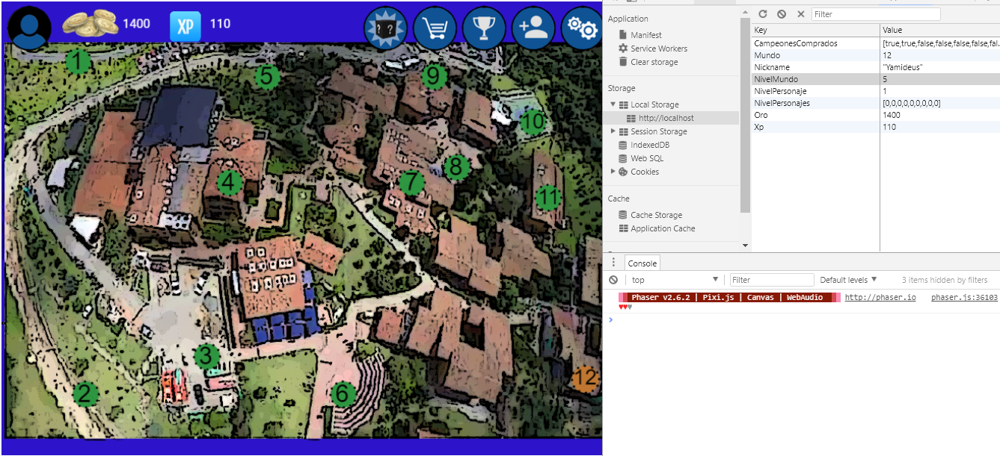 1400
XP
110
? ?
1
5
9
10
4
7
8
11
3
12
2
6
Application
Manifest
Service Workers
Clear storage
Storage
Local Storage
http://localhost
Session Storage
IndexedDB
Web SQL
Cookies
Cache
Cache Storage
Application Cache
Filter
Key Value
CampeonesComprados [true,true,false,false,false,false,fal...
Mundo 12
Nickname "Yamideus"
NivelMundo 5
NivelPersonaje 1
NivelPersonajes [0,0,0,0,0,0,0,0,0]
Oro 1400
Xp 110
Console
top Filter Default levels ▼ 3 items hidden by filters
Phaser v2.6.2 | Pixi.js | Canvas | WebAudio http://phaser.io phaser.js:36103
♥♥♥